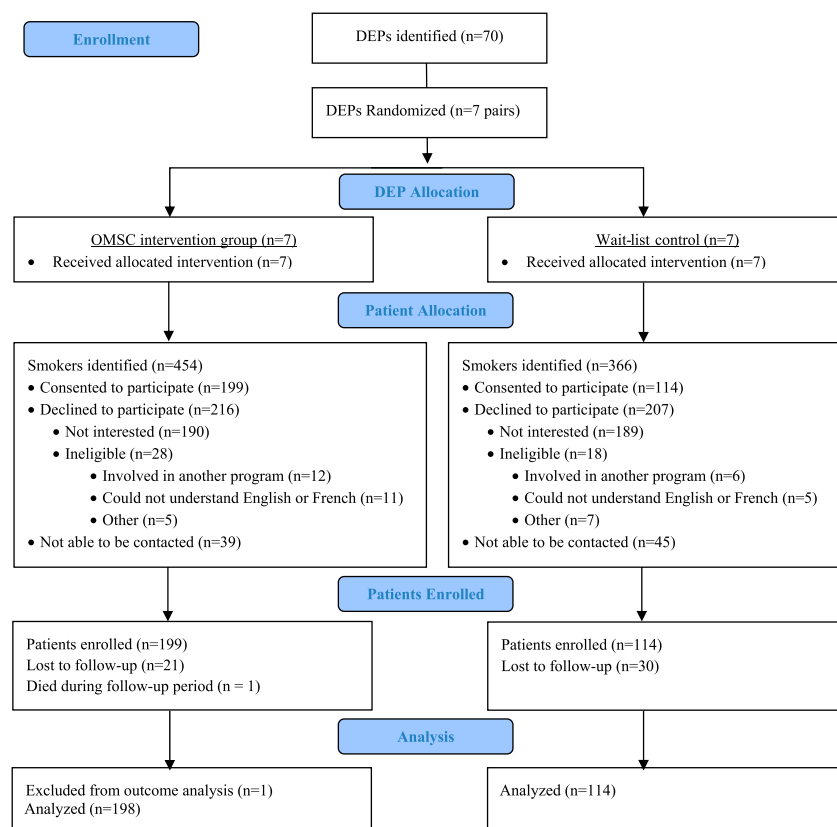 Enrollment
DEPs identified (n=70)
DEPs Randomized (n=7 pairs)
DEP Allocation
OMSC intervention group (n=7)
• Received allocated intervention (n=7)
Wait-list control (n=7)
• Received allocated intervention (n=7)
Patient Allocation
Smokers identified (n=454)
• Consented to participate (n=199)
• Declined to participate (n=216)
• Not interested (n=190)
• Ineligible (n=28)
• Involved in another program (n=12)
• Could not understand English or French (n=11)
• Other (n=5)
• Not able to be contacted (n=39)
Smokers identified (n=366)
• Consented to participate (n=114)
• Declined to participate (n=207)
• Not interested (n=189)
• Ineligible (n=18)
• Involved in another program (n=6)
• Could not understand English or French (n=5)
• Other (n=7)
• Not able to be contacted (n=45)
Patients Enrolled
Patients enrolled (n=199)
Lost to follow-up (n=21)
Died during follow-up period (n = 1)
Patients enrolled (n=114)
Lost to follow-up (n=30)
Analysis
Excluded from outcome analysis (n=1)
Analyzed (n=198)
Analyzed (n=114)